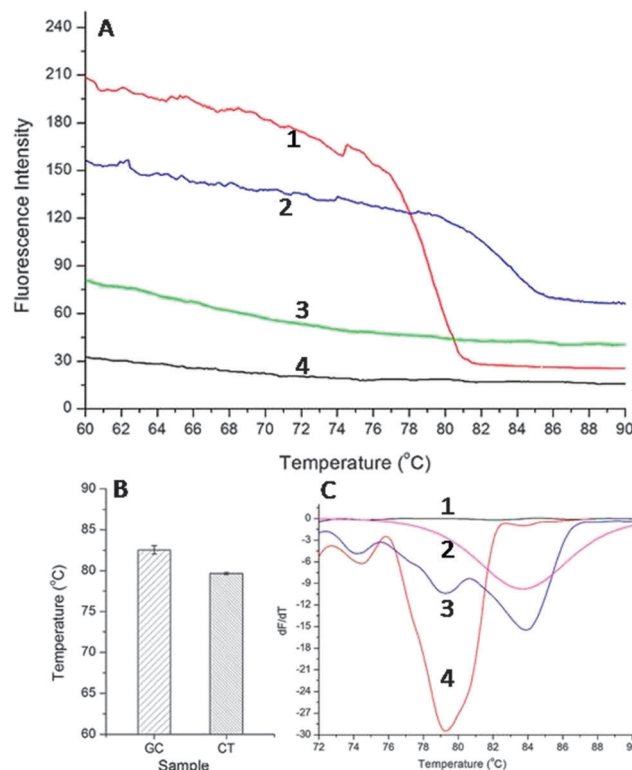 A
240
210
180
150
120
90
60
30
0
Fluorescence Intensity
1
2
3
4
60 62 64 66 68 70 72 74 76 78 80 82 84 86 88 90
Temperature (°C)
B
90
85
80
75
70
65
60
Temperature (°C)
GC CT
Sample
C
0
-3
-6
-9
-12
-15
-18
-21
-24
-27
-30
dF/dT
1
2
3
4
72 74 76 78 80 82 84 86 88 90
Temperature (°C)